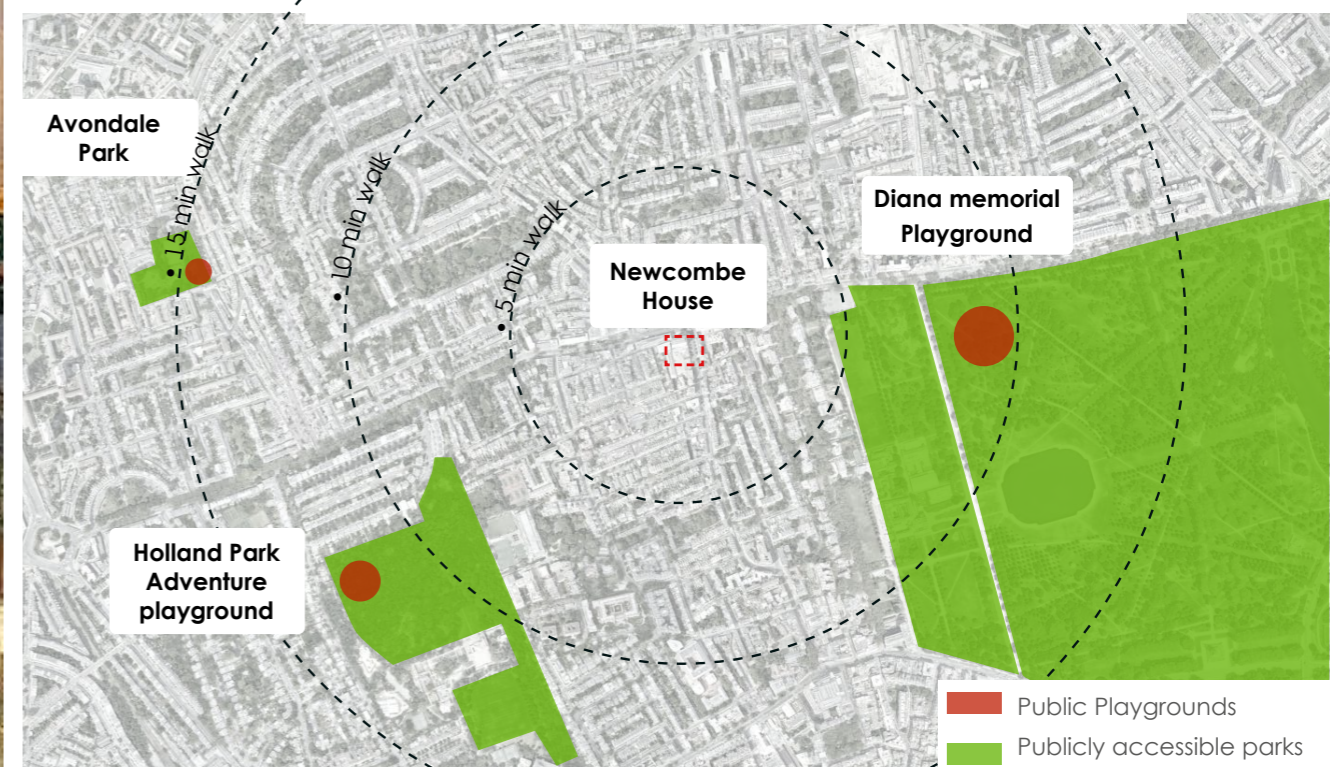 Avondale
Park
15 min walk
10 min walk
5 min walk
Diana memorial
Playground
Newcombe
House
Holland Park
Adventure
playground
Public Playgrounds
Publicly accessible parks